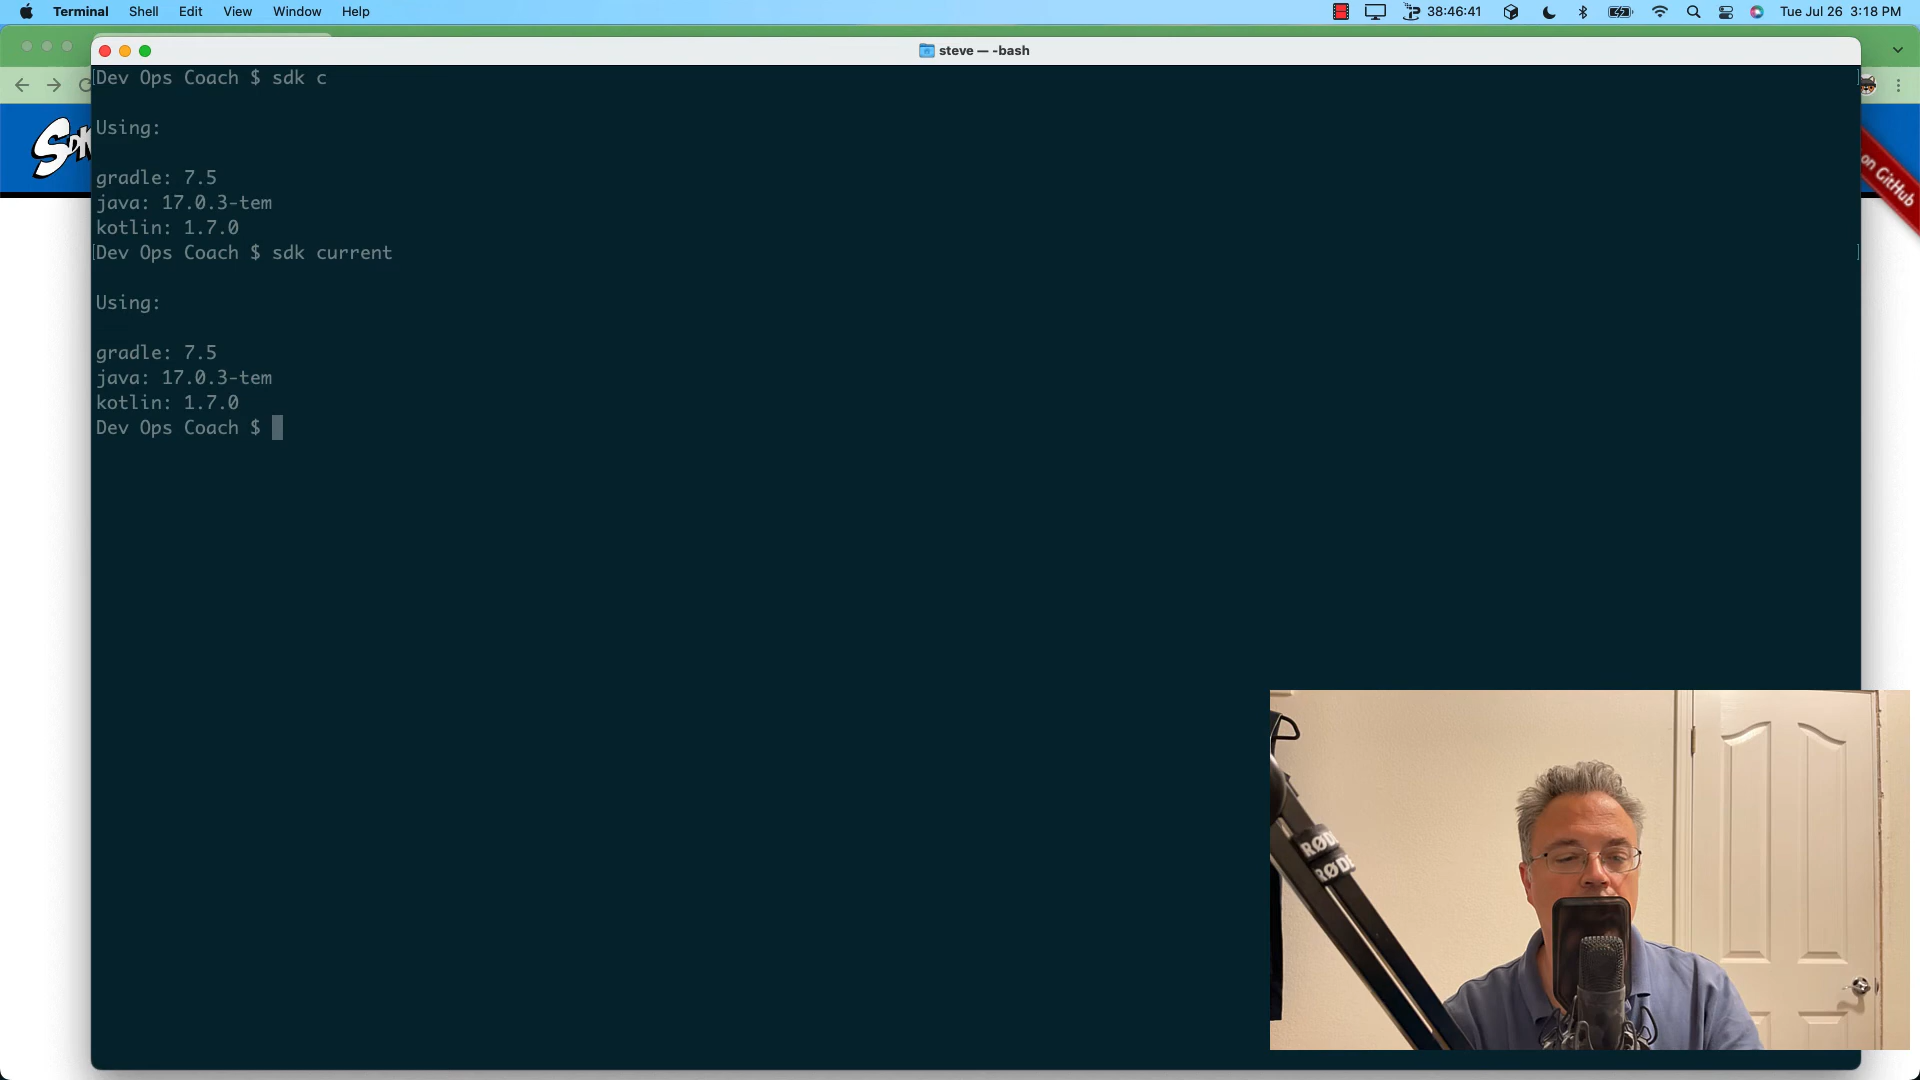 Terminal Shell Edit View Window Help 38:46:41 Tue Jul 26 3:18 PM
steve — -bash
[Dev Ops Coach $ sdk c ]
Using:
gradle: 7.5
java: 17.0.3-tem
kotlin: 1.7.0
[Dev Ops Coach $ sdk current ]
Using:
gradle: 7.5
java: 17.0.3-tem
kotlin: 1.7.0
Dev Ops Coach $
SDK
on GitHub
RØDE
RØDE